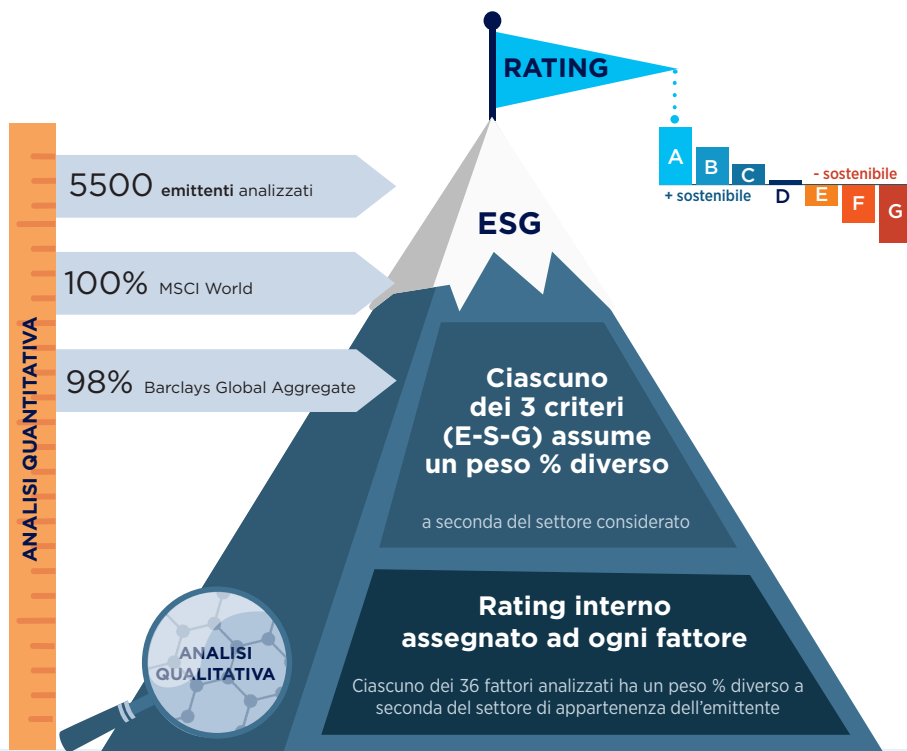 RATING
A
B
C
D
E
F
G
- sostenibile
+ sostenibile
5500 emittenti analizzati
100% MSCI World
98% Barclays Global Aggregate
ANALISI QUANTITATIVA
ESG
Ciascuno
dei 3 criteri
(E-S-G) assume
un peso % diverso
a seconda del settore considerato
Rating interno
assegnato ad ogni fattore
Ciascuno dei 36 fattori analizzati ha un peso % diverso a
seconda del settore di appartenenza dell'emittente
ANALISI
QUALITATIVA